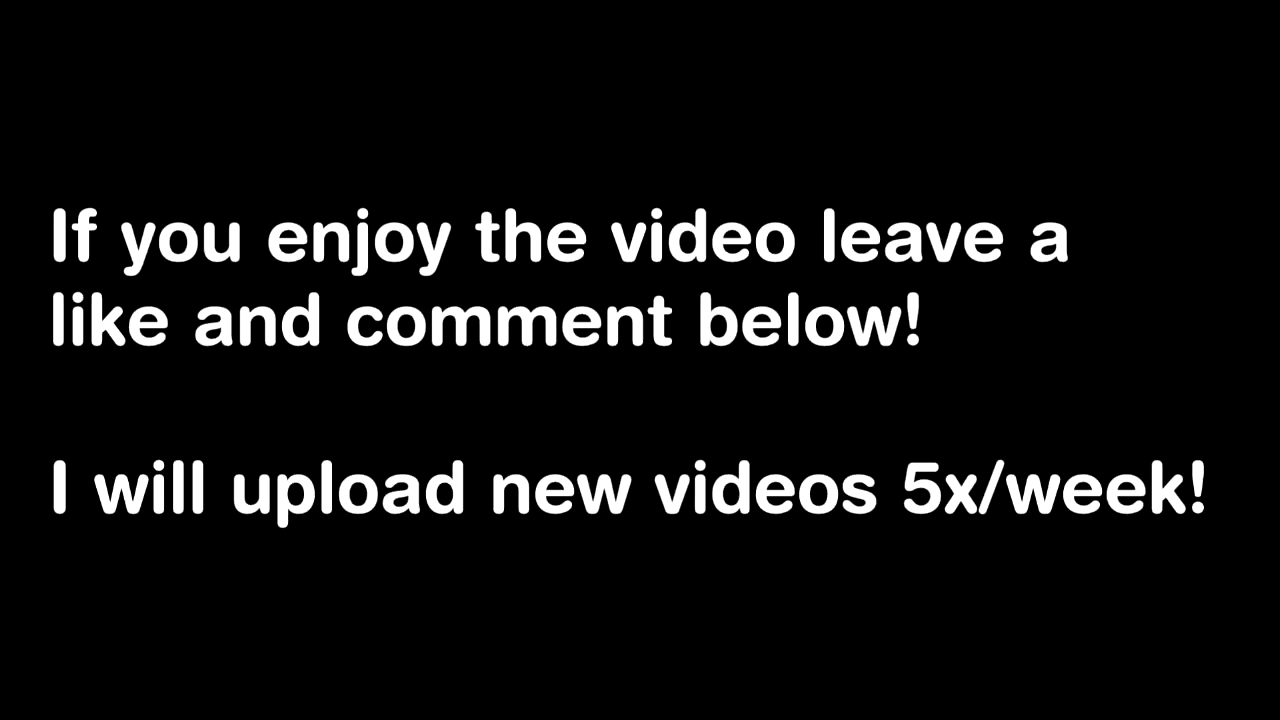 If you enjoy the video leave a
like and comment below!
I will upload new videos 5x/week!